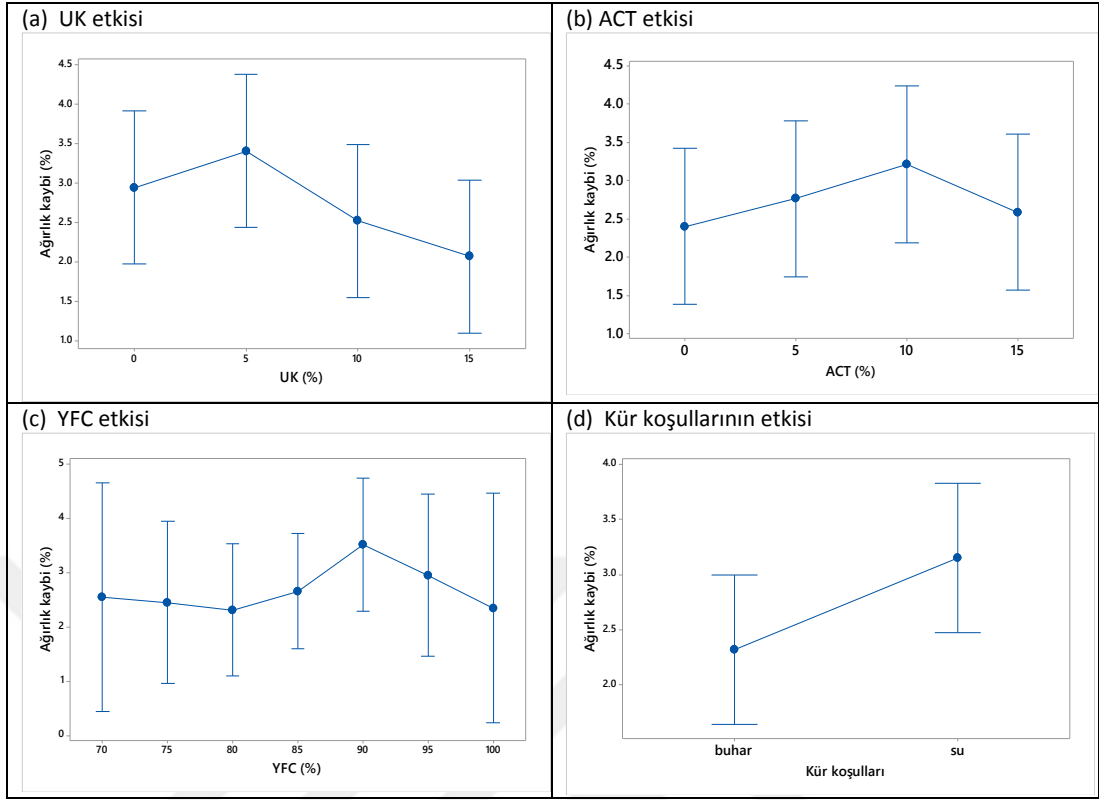 (a) UK etkisi
Ağırlık kaybi (%)
4.5
4.0
3.5
3.0
2.5
2.0
1.5
1.0
0 5 10 15
UK (%)
(b) ACT etkisi
Ağırlık kaybi (%)
4.5
4.0
3.5
3.0
2.5
2.0
1.5
1.0
0 5 10 15
ACT (%)
(c) YFC etkisi
Ağırlık kaybi (%)
5
4
3
2
1
0
70 75 80 85 90 95 100
YFC (%)
(d) Kür koşullarının etkisi
Ağırlık kaybi (%)
4.0
3.5
3.0
2.5
2.0
buhar su
Kür koşulları